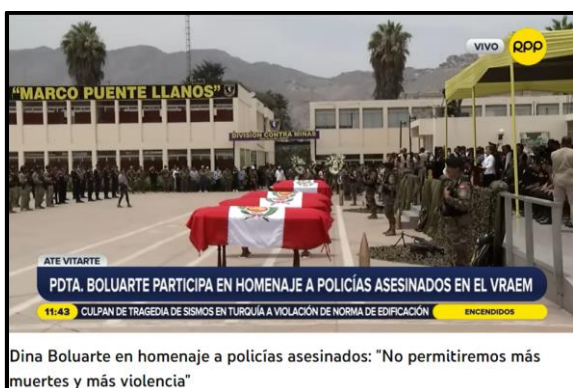 VIVO
RPP
"MARCO PUENTE LLANOS"
DIVISION CONTRA MINAS
ATE VITARTE
PDTA. BOLUARTE PARTICIPA EN HOMENAJE A POLICÍAS ASESINADOS EN EL VRAEM
11:43 CULPAN DE TRAGEDIA DE SISMOS EN TURQUÍA A VIOLACIÓN DE NORMA DE EDIFICACIÓN ENCENDIDOS
Dina Boluarte en homenaje a policías asesinados: "No permitiremos más
muertes y más violencia"